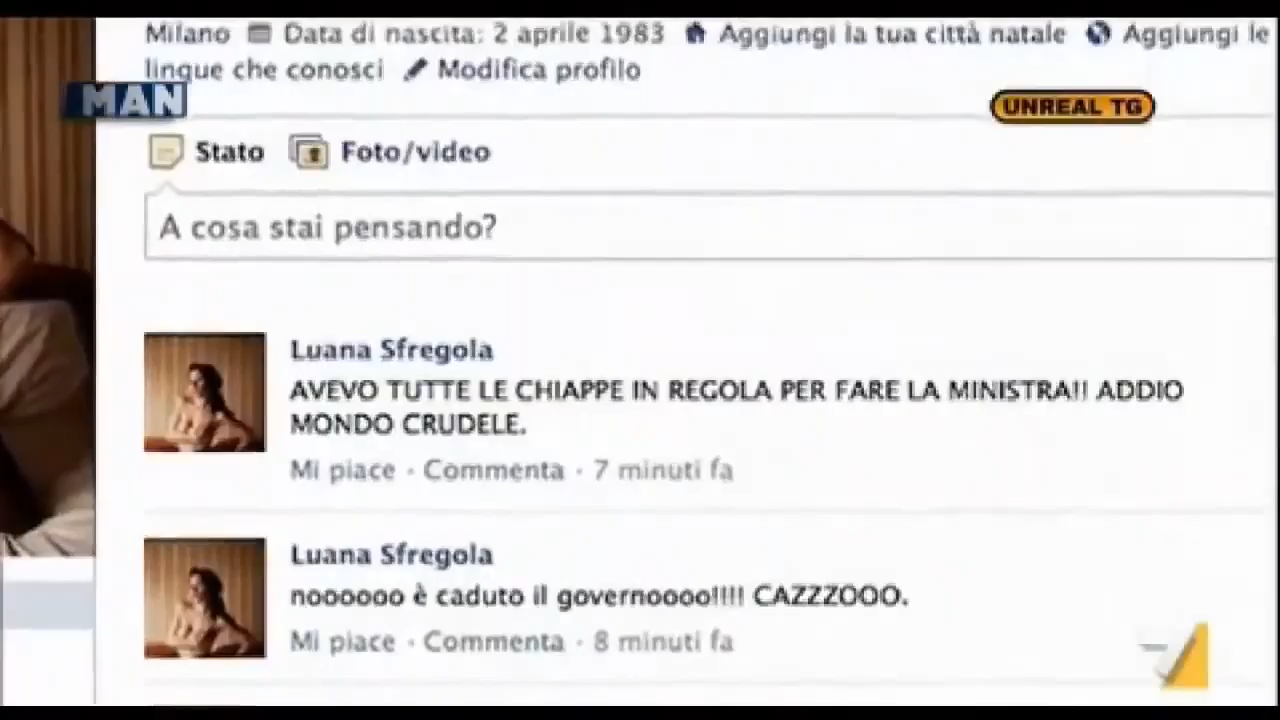 Milano Data di nascita: 2 aprile 1983 Aggiungi la tua città natale Aggiungi le
lingue che conosci Modifica profilo
MAN
UNREAL TG
Stato Foto/video
A cosa stai pensando?
Luana Sfregola
AVEVO TUTTE LE CHIAPPE IN REGOLA PER FARE LA MINISTRA!! ADDIO
MONDO CRUDELE.
Mi piace · Commenta · 7 minuti fa
Luana Sfregola
noooooo è caduto il governoooo!!!! CAZZZOOO.
Mi piace · Commenta · 8 minuti fa